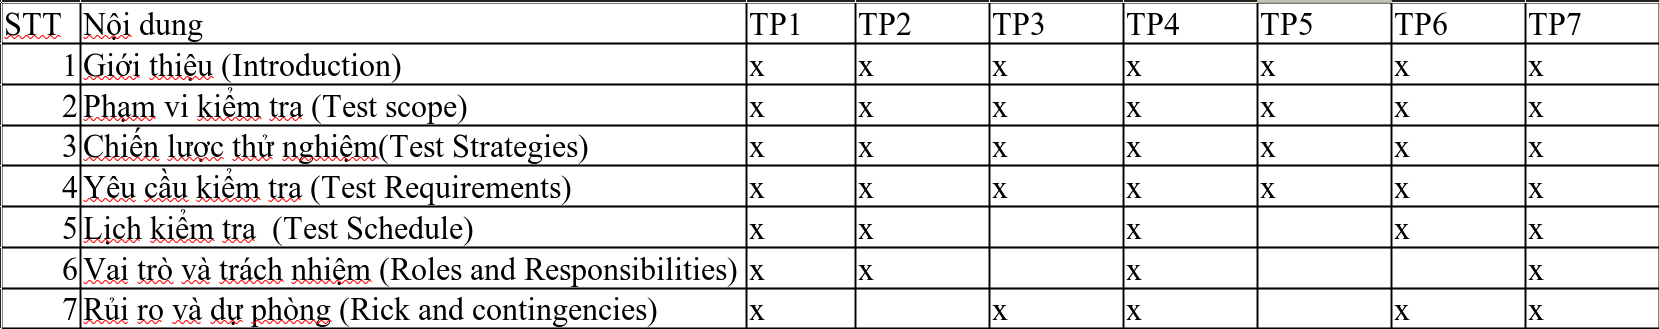 STT Nội dung TP1 TP2 TP3 TP4 TP5 TP6 TP7
1 Giới thiệu (Introduction) x x x x x x x
2 Phạm vi kiểm tra (Test scope) x x x x x x x
3 Chiến lược thử nghiệm(Test Strategies) x x x x x x x
4 Yêu cầu kiểm tra (Test Requirements) x x x x x x x
5 Lịch kiểm tra (Test Schedule) x x x x x
6 Vai trò và trách nhiệm (Roles and Responsibilities) x x x x
7 Rủi ro và dự phòng (Rick and contingencies) x x x x x